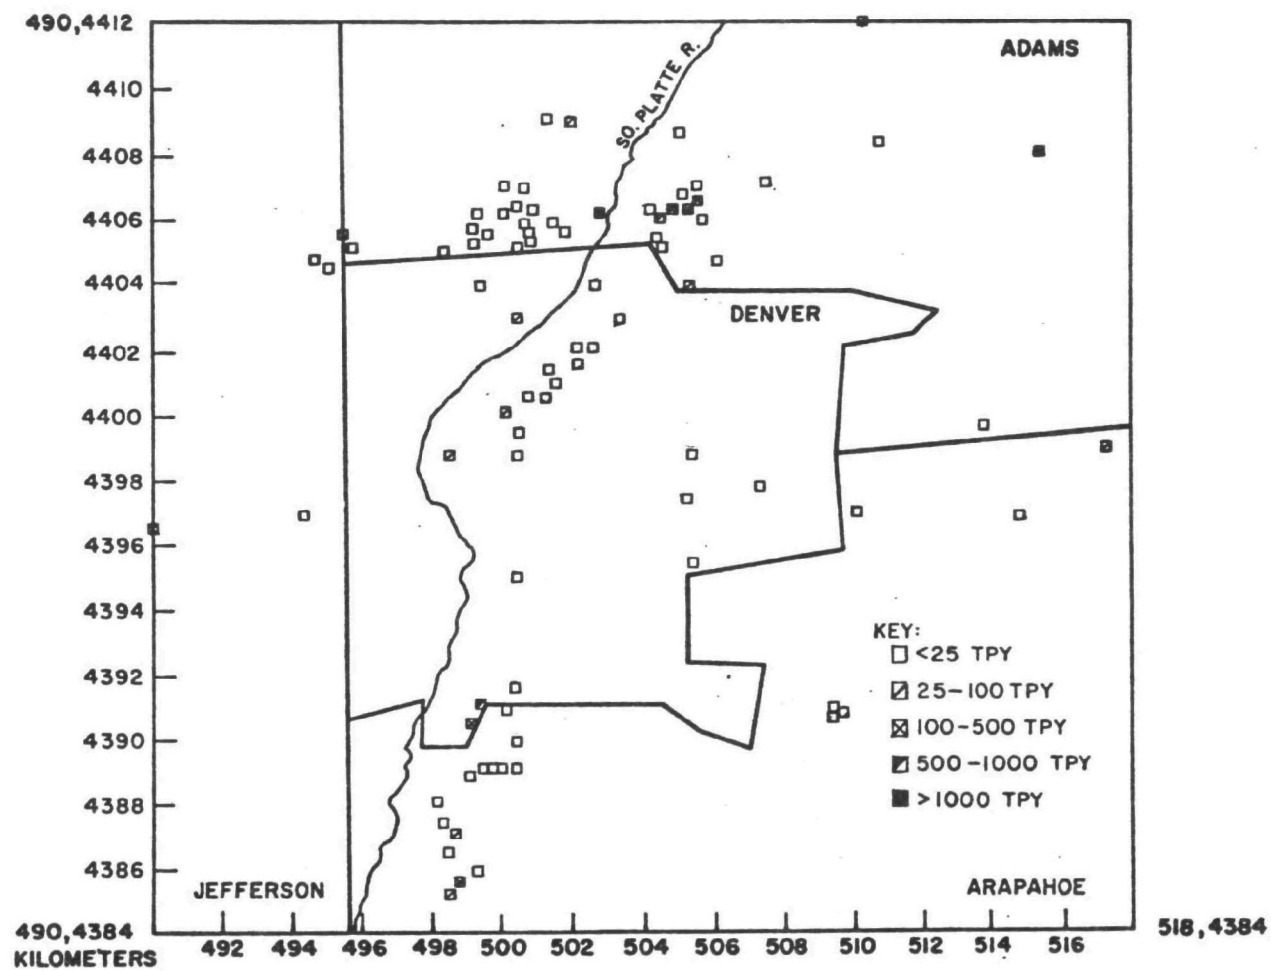 490,4412
ADAMS
SO. PLATTE R.
4410
4408
4406
4404
DENVER
4402
4400
4398
4396
4394
KEY:
<25 TPY
4392
25-100 TPY
100-500 TPY
4390
500-1000 TPY
>1000 TPY
4388
4386
JEFFERSON
ARAPAHOE
490,4384
492 494 496 498 500 502 504 506 508 510 512 514 516
518,4384
KILOMETERS